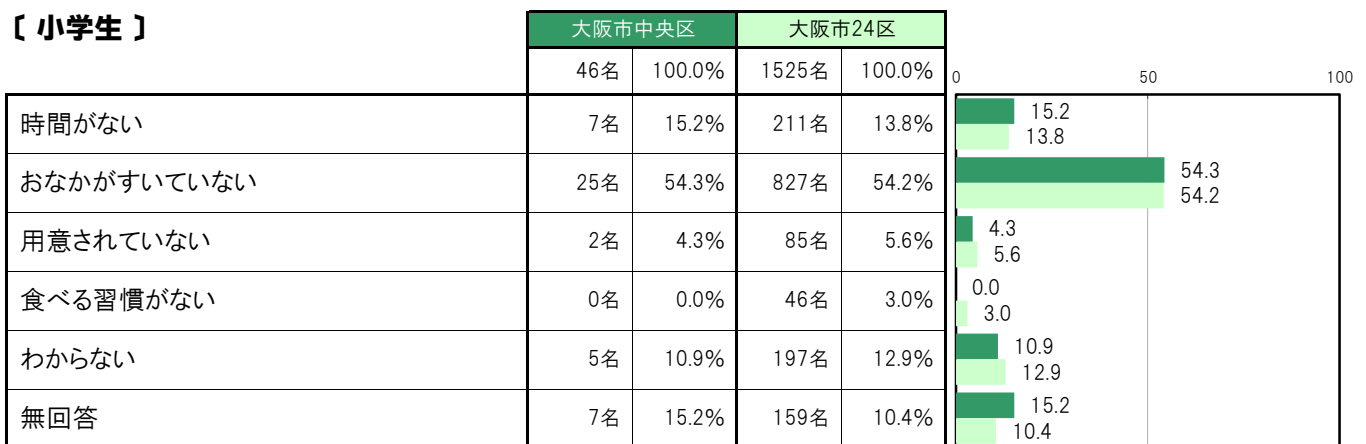 〔 小学生 〕
大阪市中央区 大阪市24区
46名 100.0% 1525名 100.0%
0 50 100
時間がない 7名 15.2% 211名 13.8%
15.2
13.8
おなかがすいていない 25名 54.3% 827名 54.2%
54.3
54.2
用意されていない 2名 4.3% 85名 5.6%
4.3
5.6
食べる習慣がない 0名 0.0% 46名 3.0%
0.0
3.0
わからない 5名 10.9% 197名 12.9%
10.9
12.9
無回答 7名 15.2% 159名 10.4%
15.2
10.4